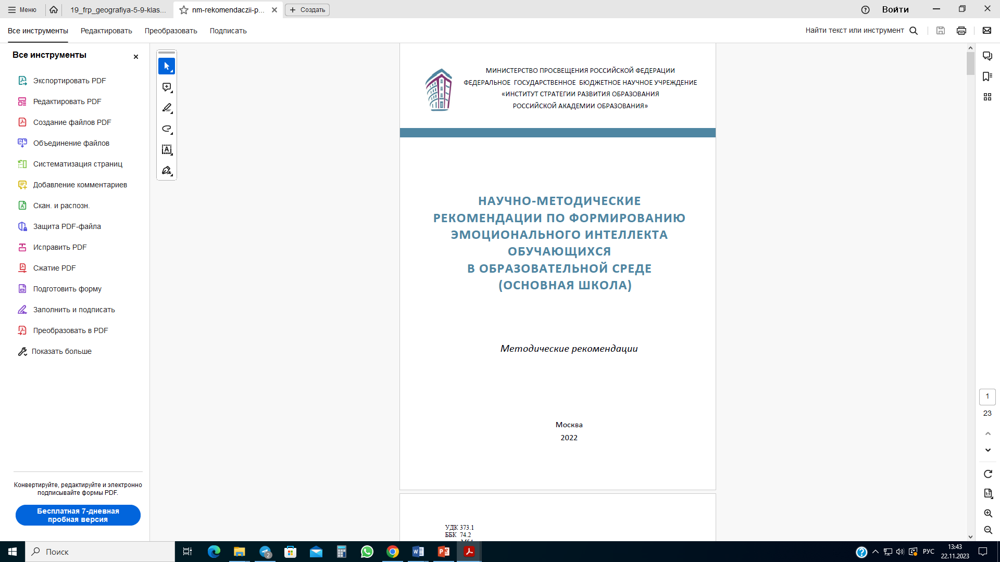 Меню
19_frp_geografiya-5-9-klas...
nm-rekomendaczii-p...
Создать
Войти
Все инструменты
Редактировать
Преобразовать
Подписать
Найти текст или инструмент
Все инструменты
Экспортировать PDF
Редактировать PDF
Создание файлов PDF
Объединение файлов
Систематизация страниц
Добавление комментариев
Скан. и распозн.
Защита PDF-файла
Исправить PDF
Сжатие PDF
Подготовить форму
Заполнить и подписать
Преобразовать в PDF
Показать больше
Конвертируйте, редактируйте и электронно
подписывайте формы PDF.
Бесплатная 7-дневная
пробная версия
МИНИСТЕРСТВО ПРОСВЕЩЕНИЯ РОССИЙСКОЙ ФЕДЕРАЦИИ
ФЕДЕРАЛЬНОЕ ГОСУДАРСТВЕННОЕ БЮДЖЕТНОЕ НАУЧНОЕ УЧРЕЖДЕНИЕ
«ИНСТИТУТ СТРАТЕГИИ РАЗВИТИЯ ОБРАЗОВАНИЯ
РОССИЙСКОЙ АКАДЕМИИ ОБРАЗОВАНИЯ»
НАУЧНО-МЕТОДИЧЕСКИЕ
РЕКОМЕНДАЦИИ ПО ФОРМИРОВАНИЮ
ЭМОЦИОНАЛЬНОГО ИНТЕЛЛЕКТА
ОБУЧАЮЩИХСЯ
В ОБРАЗОВАТЕЛЬНОЙ СРЕДЕ
(ОСНОВНАЯ ШКОЛА)
Методические рекомендации
Москва
2022
УДК 373.1
ББК 74.2
1
23
Поиск
2
РУС
13:43
22.11.2023